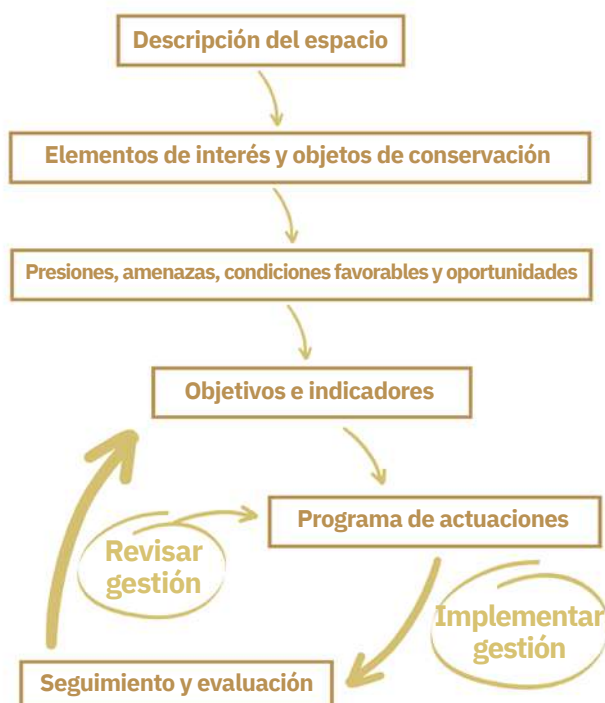 Descripción del espacio
Elementos de interés y objetos de conservación
Presiones, amenazas, condiciones favorables y oportunidades
Objetivos e indicadores
Programa de actuaciones
Revisar
gestión
Implementar
gestión
Seguimiento y evaluación